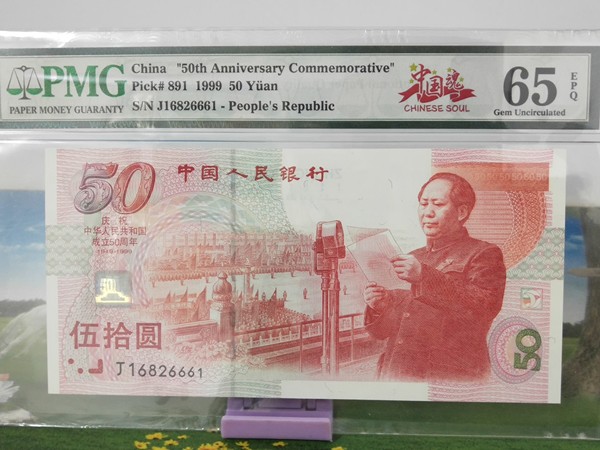 PMG
PAPER MONEY GUARANTY
China "50th Anniversary Commemorative"
Pick# 891 1999 50 Yüan
S/N J16826661 - People's Republic
中国魂
CHINESE SOUL
65 EPQ
Gem Uncirculated
50
中国人民银行
庆祝
中华人民共和国
成立50周年
1949-1999
伍拾圆
J16826661
50